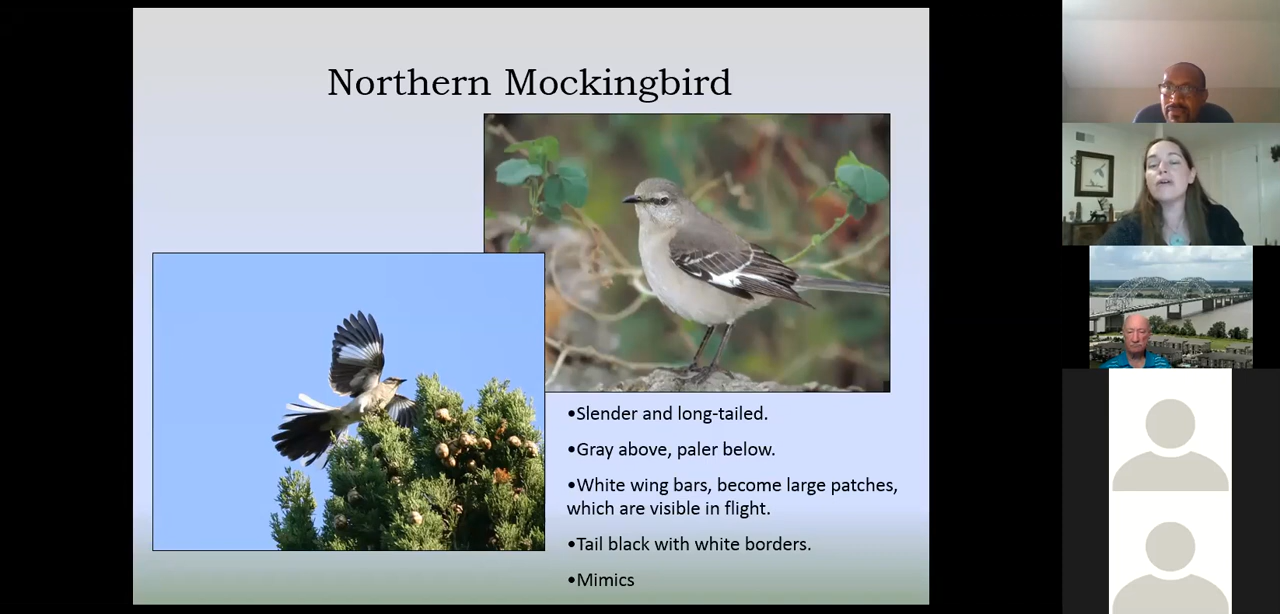 Northern Mockingbird
•Slender and long-tailed.
•Gray above, paler below.
•White wing bars, become large patches,
which are visible in flight.
•Tail black with white borders.
•Mimics